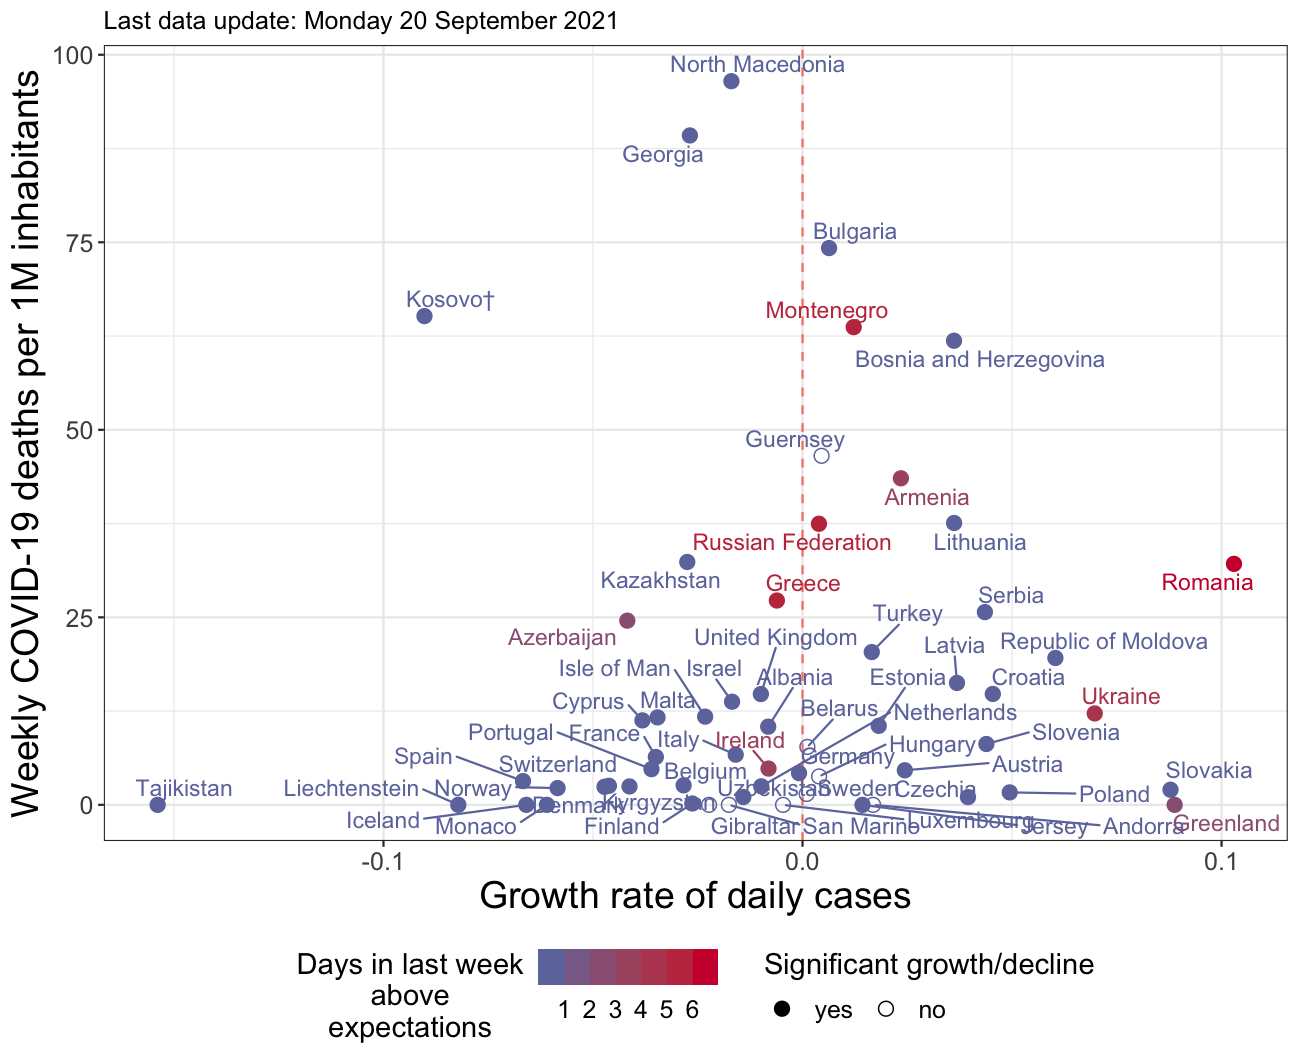 Last data update: Monday 20 September 2021
Weekly COVID-19 deaths per 1M inhabitants
100
75
50
25
0
North Macedonia
Georgia
Bulgaria
Kosovo†
Montenegro
Bosnia and Herzegovina
Guernsey
Armenia
Russian Federation
Lithuania
Kazakhstan
Greece
Romania
Serbia
Turkey
Azerbaijan
United Kingdom
Latvia
Republic of Moldova
Isle of Man
Israel
Albania
Estonia
Croatia
Cyprus
Malta
Belarus
Netherlands
Ukraine
Portugal
France
Italy
Ireland
Hungary
Slovenia
Spain
Switzerland
Belgium
Germany
Austria
Slovakia
Tajikistan
Liechtenstein
Norway
Denmark
Kyrgyzstan
Uzbekistan
Sweden
Czechia
Poland
Iceland
Monaco
Finland
Gibraltar
San Marino
Luxembourg
Jersey
Andorra
Greenland
-0.1
0.0
0.1
Growth rate of daily cases
Days in last week
above
expectations
1 2 3 4 5 6
Significant growth/decline
yes
no